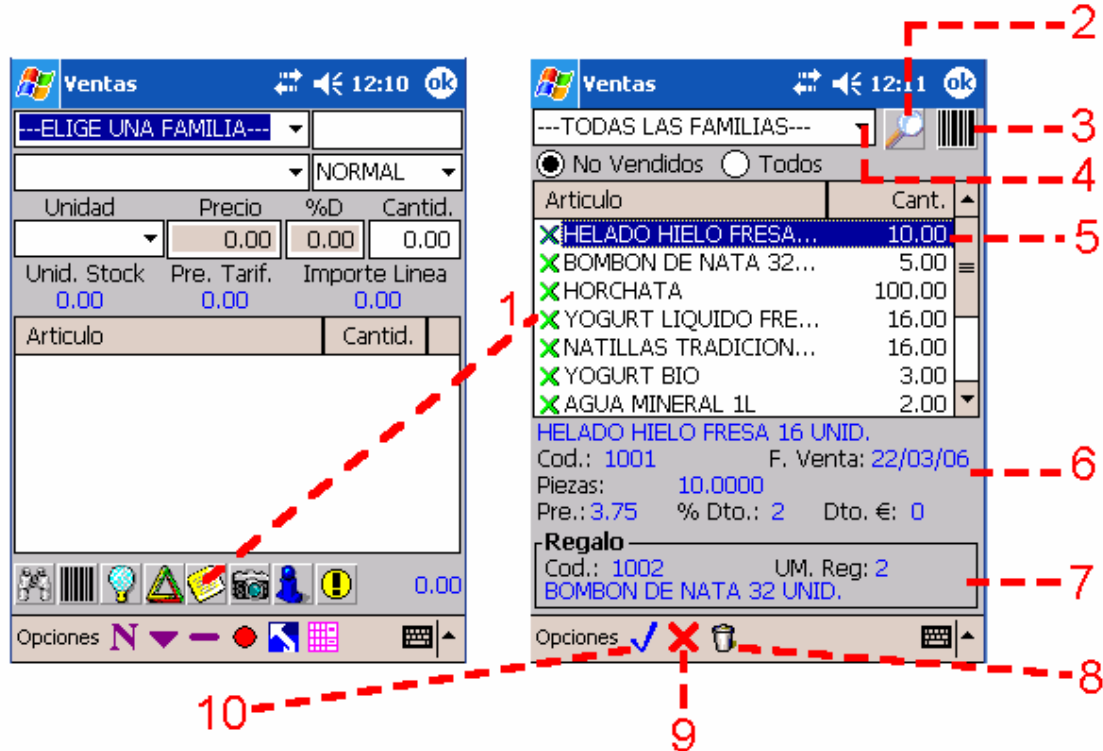 2
Ventas 12:10 ok
---ELIGE UNA FAMILIA---
NORMAL
Unidad Precio %D Cantid.
0.00 0.00 0.00
Unid. Stock Pre. Tarif. Importe Linea
0.00 0.00 0.00
Articulo Cantid.
0.00
Opciones N
1
Ventas 12:11 ok
---TODAS LAS FAMILIAS---
3
No Vendidos Todos
4
Articulo Cant.
HELADO HIELO FRESA... 10.00
5
BOMBON DE NATA 32... 5.00
HORCHATA 100.00
YOGURT LIQUIDO FRE... 16.00
NATILLAS TRADICION... 16.00
YOGURT BIO 3.00
AGUA MINERAL 1L 2.00
HELADO HIELO FRESA 16 UNID.
Cod.: 1001 F. Venta: 22/03/06
6
Piezas: 10.0000
Pre.: 3.75 % Dto.: 2 Dto. €: 0
Regalo
Cod.: 1002 UM. Reg: 2
7
BOMBON DE NATA 32 UNID.
Opciones
8
10
9